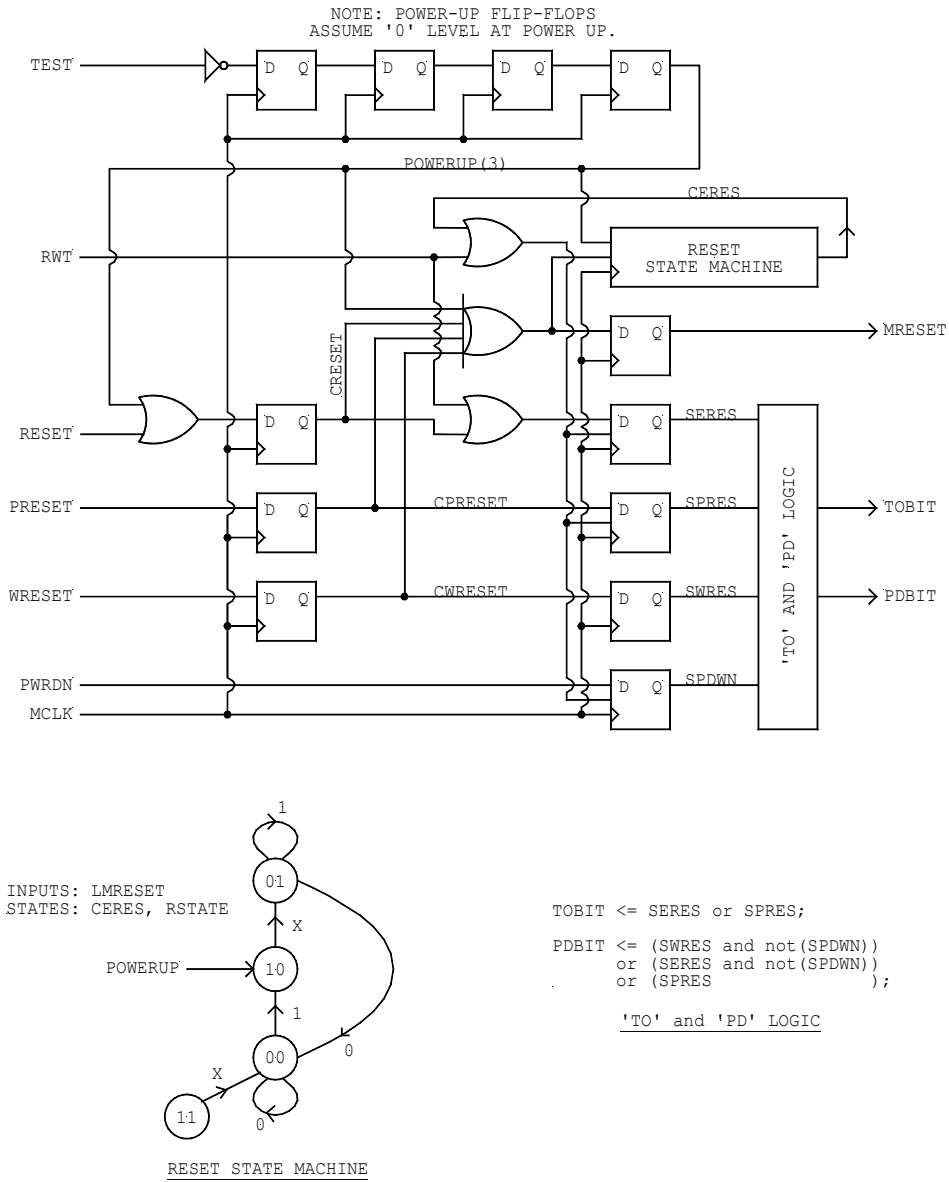 NOTE: POWER-UP FLIP-FLOPS
ASSUME '0' LEVEL AT POWER UP.
TEST
D Q
D Q
D Q
D Q
POWERUP(3)
CERES
RWT
RESET
STATE MACHINE
CRESET
D Q
MRESET
RESET
D Q
D Q
SERES
PRESET
D Q
CPRESET
D Q
SPRES
'TO' AND 'PD' LOGIC
TOBIT
WRESET
D Q
CWRESET
D Q
SWRES
PDBIT
PWRDN
D Q
SPDWN
MCLK
1
01
INPUTS: LMRESET
STATES: CERES, RSTATE
X
POWERUP
10
1
00
0
X
11
0
RESET STATE MACHINE
TOBIT <= SERES or SPRES;
PDBIT <= (SWRES and not(SPDWN))
or (SERES and not(SPDWN))
or (SPRES );
'TO' and 'PD' LOGIC